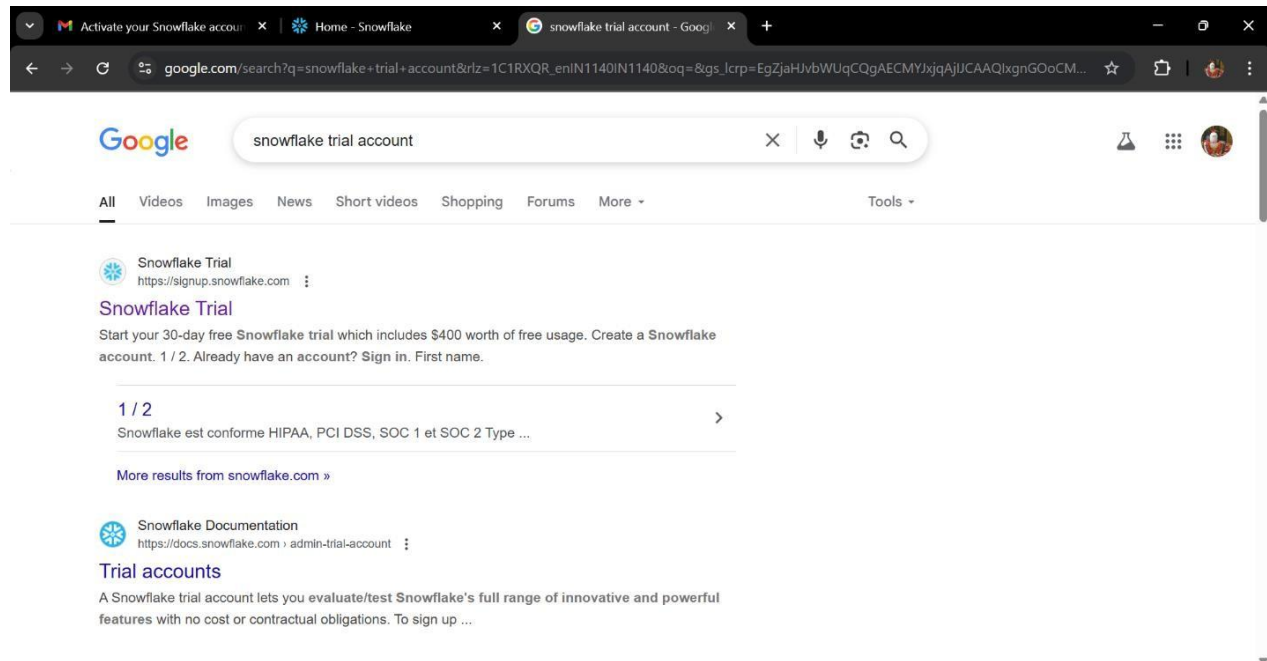 Activate your Snowflake accoun
Home - Snowflake
snowflake trial account - Googl
google.com/search?q=snowflake+trial+account&rlz=1C1RXQR_enIN1140IN1140&oq=&gs_lcrp=EgZjaHJvbWUqCQgAECMYJxjqAjIJCAAQIxgnGOoCM...
Google
snowflake trial account
All Videos Images News Short videos Shopping Forums More Tools
Snowflake Trial
https://signup.snowflake.com
Snowflake Trial
Start your 30-day free Snowflake trial which includes $400 worth of free usage. Create a Snowflake
account. 1 / 2. Already have an account? Sign in. First name.
1 / 2
Snowflake est conforme HIPAA, PCI DSS, SOC 1 et SOC 2 Type ...
More results from snowflake.com »
Snowflake Documentation
https://docs.snowflake.com › admin-trial-account
Trial accounts
A Snowflake trial account lets you evaluate/test Snowflake's full range of innovative and powerful
features with no cost or contractual obligations. To sign up ...